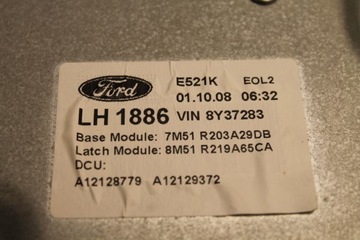 Ford
E521K EOL2
01.10.08 06:32
LH 1886 VIN 8Y37283
Base Module: 7M51 R203A29DB
Latch Module: 8M51 R219A65CA
DCU:
A12128779 A12129372